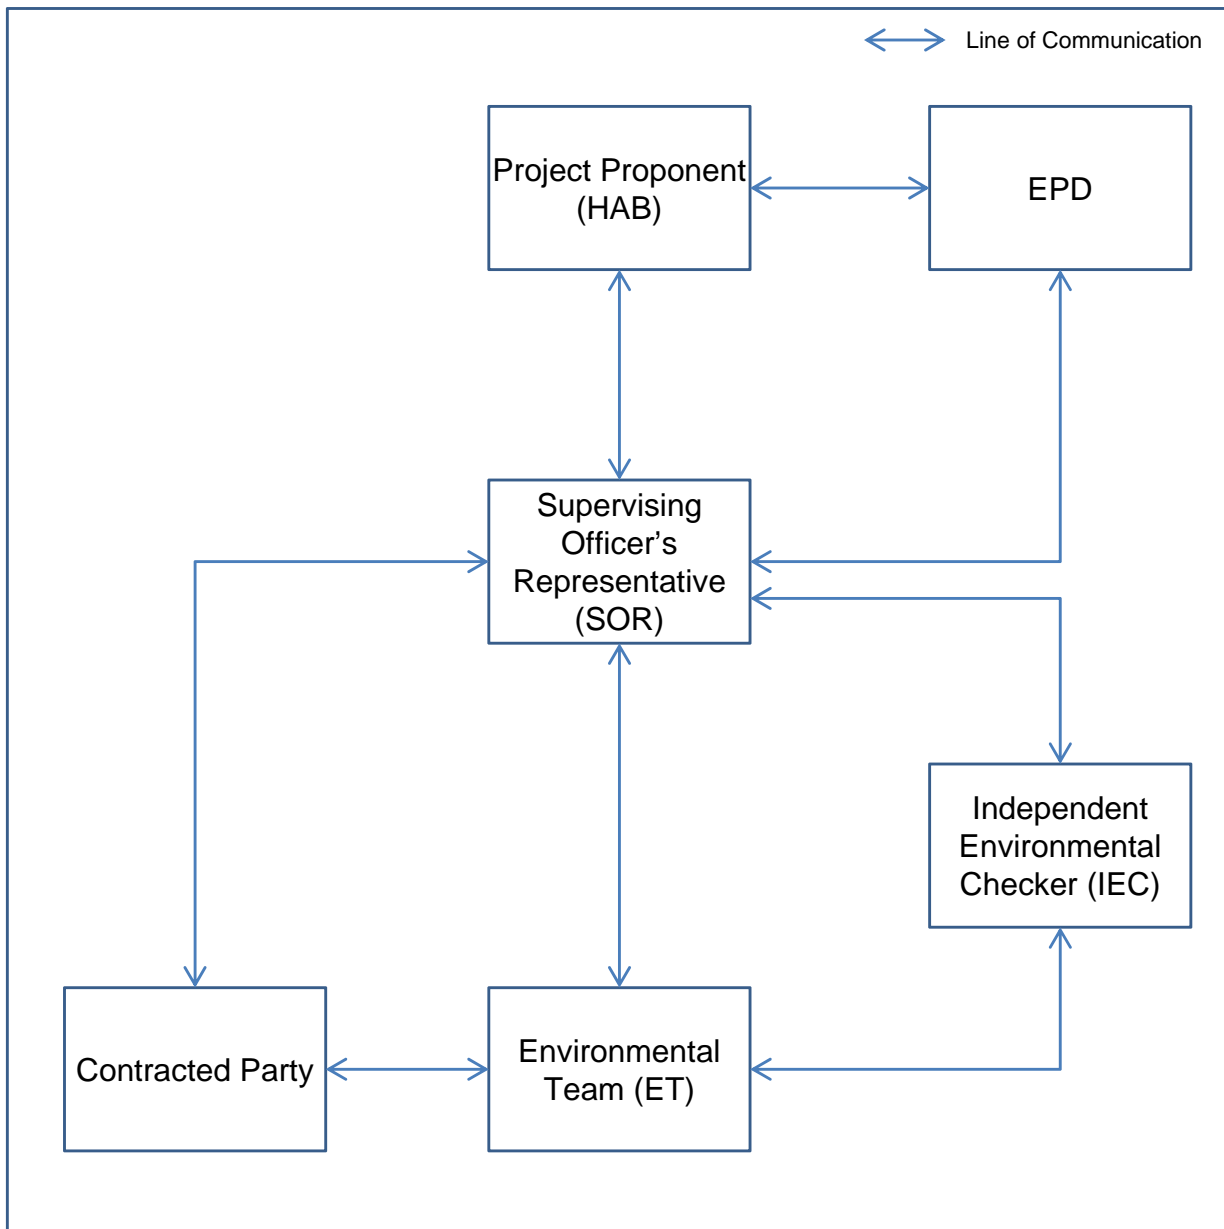 Line of Communication
Project Proponent
(HAB)
EPD
Supervising
Officer’s
Representative
(SOR)
Independent
Environmental
Checker (IEC)
Contracted Party
Environmental
Team (ET)